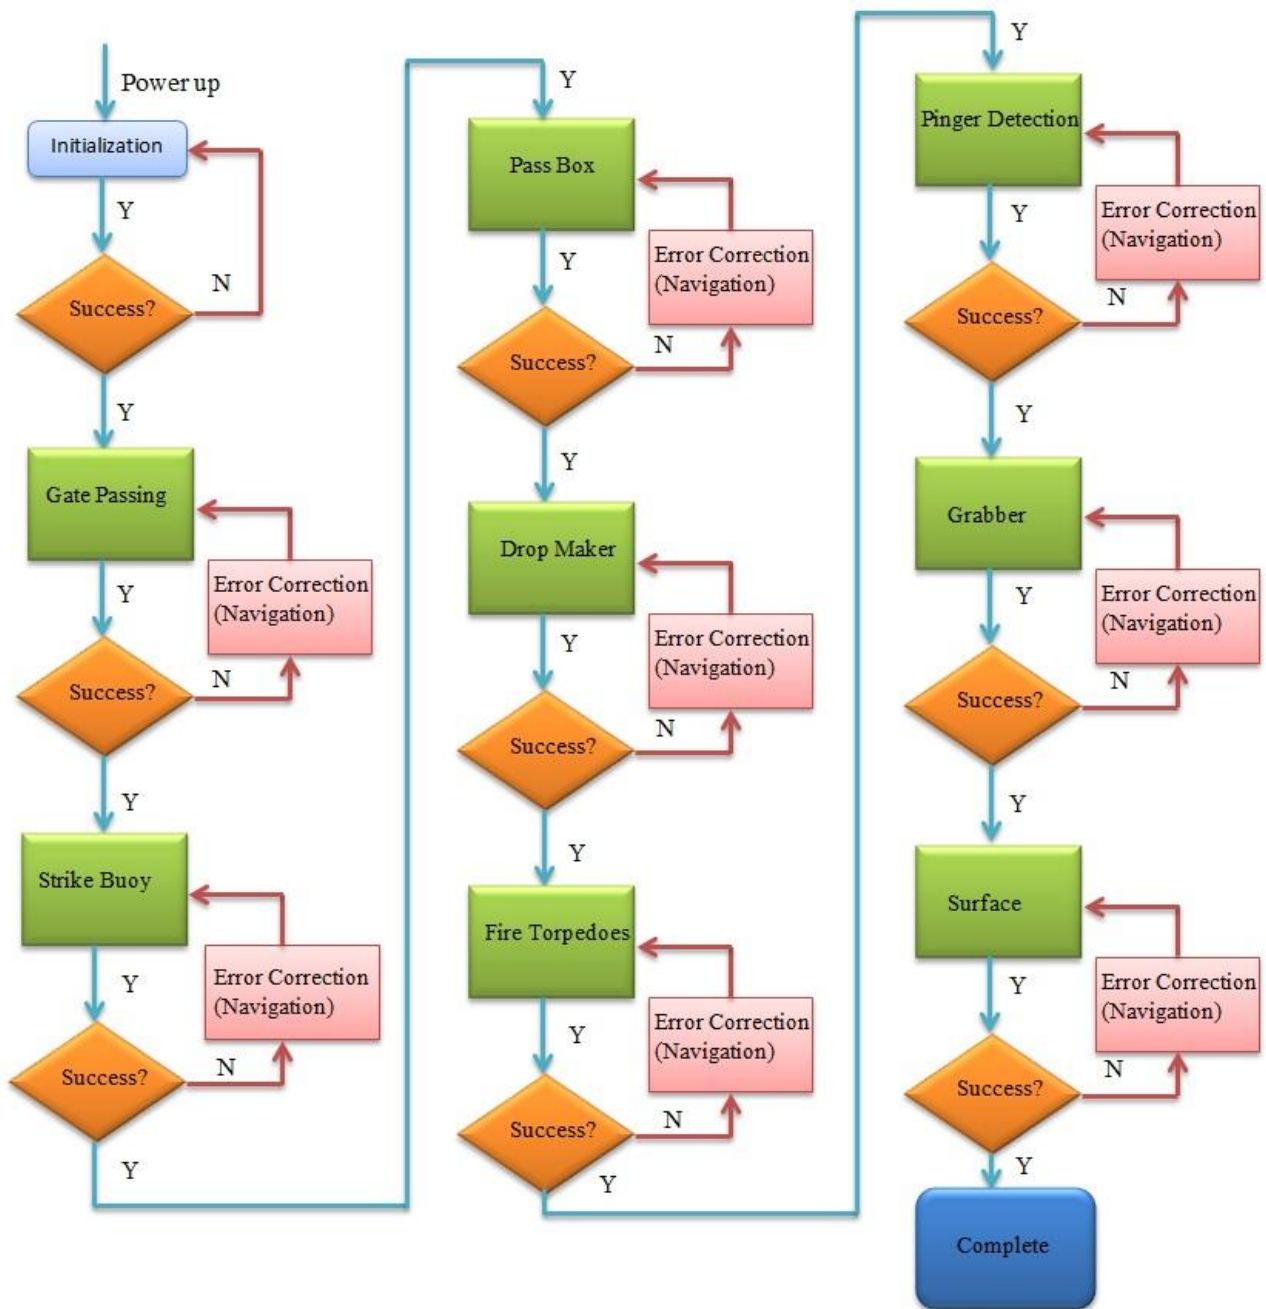 Power up
Initialization
Y
Success?
N
Y
Gate Passing
Y
Error Correction
(Navigation)
Success?
N
Y
Strike Buoy
Y
Error Correction
(Navigation)
Success?
N
Y
Y
Pass Box
Y
Error Correction
(Navigation)
Success?
N
Y
Drop Maker
Y
Error Correction
(Navigation)
Success?
N
Y
Fire Torpedoes
Y
Error Correction
(Navigation)
Success?
N
Y
Y
Pinger Detection
Y
Error Correction
(Navigation)
Success?
N
Y
Grabber
Y
Error Correction
(Navigation)
Success?
N
Y
Surface
Y
Error Correction
(Navigation)
Success?
N
Y
Complete